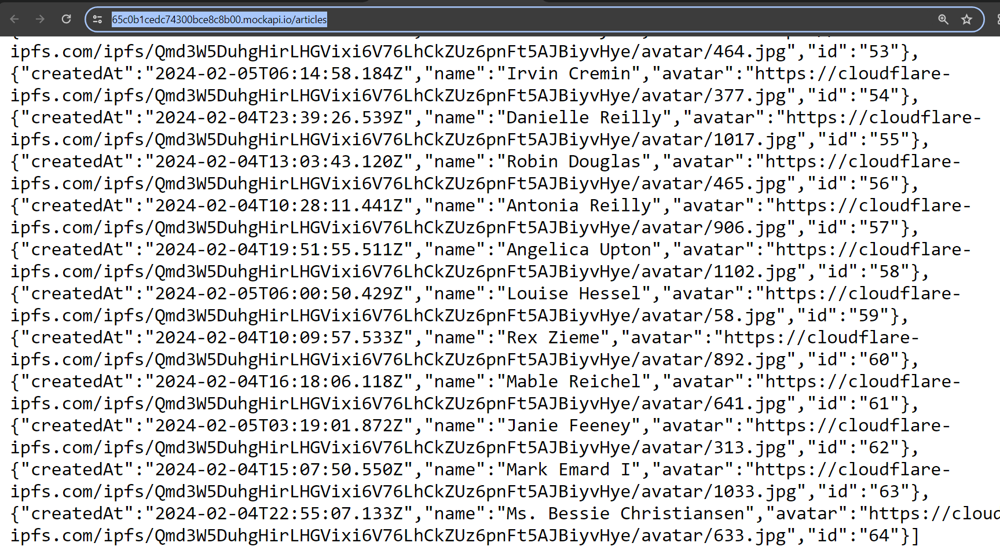 65c0b1cedc74300bce8c8b00.mockapi.io/articles
ipfs.com/ipfs/Qmd3W5DuhgHirLHGVixi6V76LhCkZUz6pnFt5AJBiyvHye/avatar/464.jpg","id":"53"},
{"createdAt":"2024-02-05T06:14:58.184Z","name":"Irvin Cremin","avatar":"https://cloudflare-
ipfs.com/ipfs/Qmd3W5DuhgHirLHGVixi6V76LhCkZUz6pnFt5AJBiyvHye/avatar/377.jpg","id":"54"},
{"createdAt":"2024-02-04T23:39:26.539Z","name":"Danielle Reilly","avatar":"https://cloudflare-
ipfs.com/ipfs/Qmd3W5DuhgHirLHGVixi6V76LhCkZUz6pnFt5AJBiyvHye/avatar/1017.jpg","id":"55"},
{"createdAt":"2024-02-04T13:03:43.120Z","name":"Robin Douglas","avatar":"https://cloudflare-
ipfs.com/ipfs/Qmd3W5DuhgHirLHGVixi6V76LhCkZUz6pnFt5AJBiyvHye/avatar/465.jpg","id":"56"},
{"createdAt":"2024-02-04T10:28:11.441Z","name":"Antonia Reilly","avatar":"https://cloudflare-
ipfs.com/ipfs/Qmd3W5DuhgHirLHGVixi6V76LhCkZUz6pnFt5AJBiyvHye/avatar/906.jpg","id":"57"},
{"createdAt":"2024-02-04T19:51:55.511Z","name":"Angelica Upton","avatar":"https://cloudflare-
ipfs.com/ipfs/Qmd3W5DuhgHirLHGVixi6V76LhCkZUz6pnFt5AJBiyvHye/avatar/1102.jpg","id":"58"},
{"createdAt":"2024-02-05T06:00:50.429Z","name":"Louise Hessel","avatar":"https://cloudflare-
ipfs.com/ipfs/Qmd3W5DuhgHirLHGVixi6V76LhCkZUz6pnFt5AJBiyvHye/avatar/58.jpg","id":"59"},
{"createdAt":"2024-02-04T10:09:57.533Z","name":"Rex Zieme","avatar":"https://cloudflare-
ipfs.com/ipfs/Qmd3W5DuhgHirLHGVixi6V76LhCkZUz6pnFt5AJBiyvHye/avatar/892.jpg","id":"60"},
{"createdAt":"2024-02-04T16:18:06.118Z","name":"Mable Reichel","avatar":"https://cloudflare-
ipfs.com/ipfs/Qmd3W5DuhgHirLHGVixi6V76LhCkZUz6pnFt5AJBiyvHye/avatar/641.jpg","id":"61"},
{"createdAt":"2024-02-05T03:19:01.872Z","name":"Janie Feeney","avatar":"https://cloudflare-
ipfs.com/ipfs/Qmd3W5DuhgHirLHGVixi6V76LhCkZUz6pnFt5AJBiyvHye/avatar/313.jpg","id":"62"},
{"createdAt":"2024-02-04T15:07:50.550Z","name":"Mark Emard I","avatar":"https://cloudflare-
ipfs.com/ipfs/Qmd3W5DuhgHirLHGVixi6V76LhCkZUz6pnFt5AJBiyvHye/avatar/1033.jpg","id":"63"},
{"createdAt":"2024-02-04T22:55:07.133Z","name":"Ms. Bessie Christiansen","avatar":"https://cloud
ipfs.com/ipfs/Qmd3W5DuhgHirLHGVixi6V76LhCkZUz6pnFt5AJBiyvHye/avatar/633.jpg","id":"64"}]